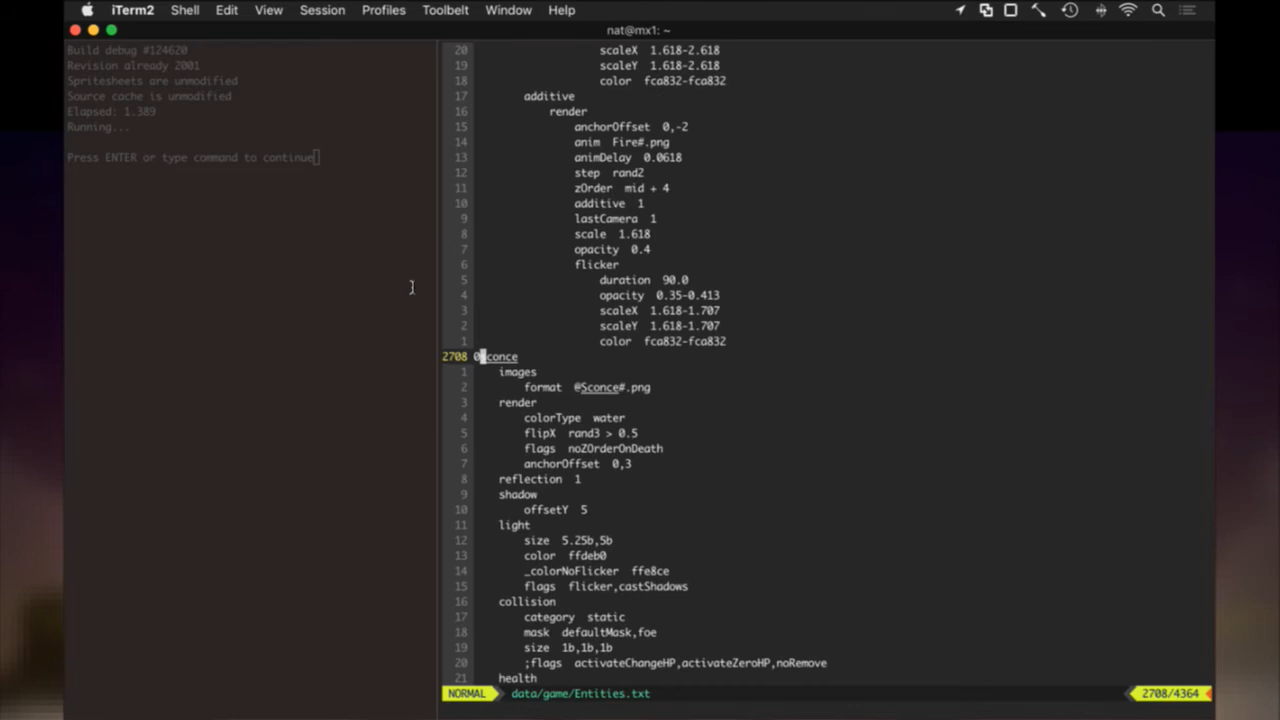 iTerm2 Shell Edit View Session Profiles Toolbelt Window Help
nat@mx1: ~
Build debug #124620
Revision already 2001
Spritesheets are unmodified
Source cache is unmodified
Elapsed: 1.389
Running...
Press ENTER or type command to continue
20 scaleX 1.618-2.618
19 scaleY 1.618-2.618
18 color fca832-fca832
17 additive
16 render
15 anchorOffset 0,-2
14 anim Fire#.png
13 animDelay 0.0618
12 step rand2
11 zOrder mid + 4
10 additive 1
9 lastCamera 1
8 scale 1.618
7 opacity 0.4
6 flicker
5 duration 90.0
4 opacity 0.35-0.413
3 scaleX 1.618-1.707
2 scaleY 1.618-1.707
1 color fca832-fca832
2708 0Sconce
1 images
2 format @Sconce#.png
3 render
4 colorType water
5 flipX rand3 > 0.5
6 flags noZOrderOnDeath
7 anchorOffset 0,3
8 reflection 1
9 shadow
10 offsetY 5
11 light
12 size 5.25b,5b
13 color ffdeb0
14 _colorNoFlicker ffe8ce
15 flags flicker,castShadows
16 collision
17 category static
18 mask defaultMask,foe
19 size 1b,1b,1b
20 ;flags activateChangeHP,activateZeroHP,noRemove
21 health
NORMAL data/game/Entities.txt 2708/4364